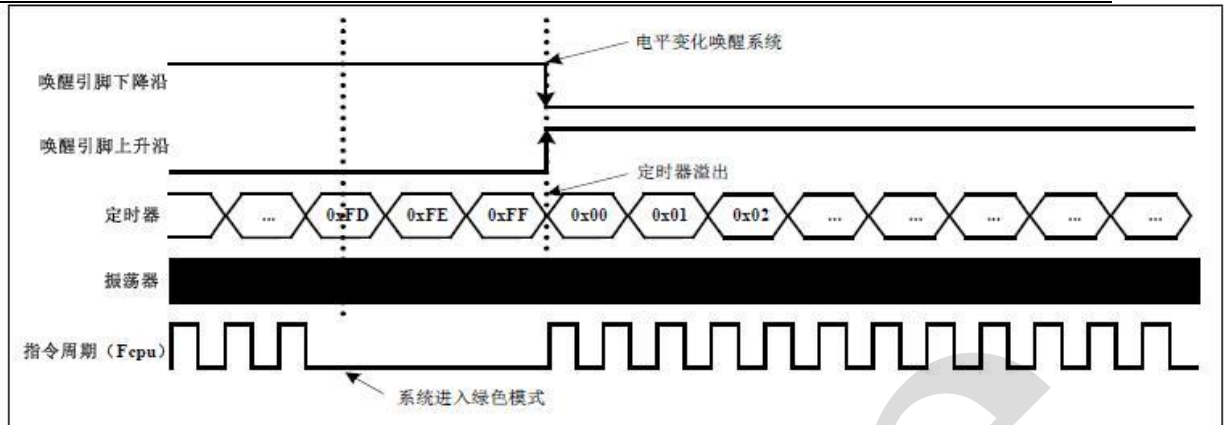 电平变化唤醒系统
唤醒引脚下降沿
唤醒引脚上升沿
定时器溢出
定时器 ... 0xFD 0xFE 0xFF 0x00 0x01 0x02 ... ... ... ... ...
振荡器
指令周期（Fcpu）
系统进入绿色模式